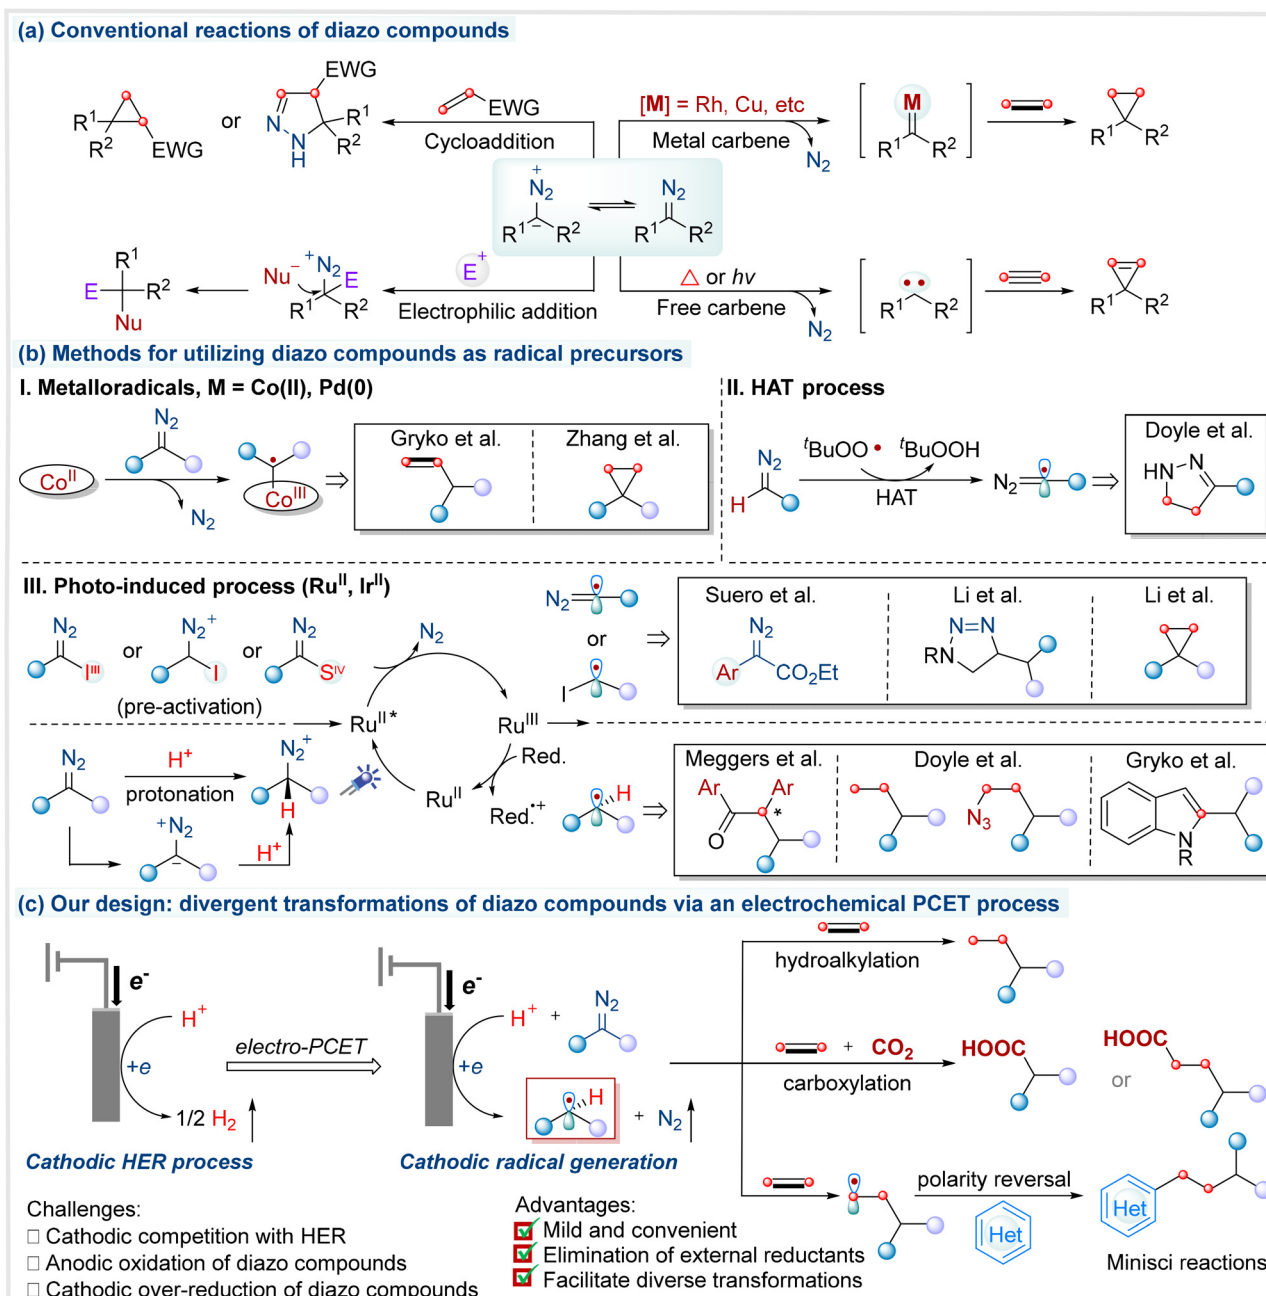 (a) Conventional reactions of diazo compounds
R¹ R² EWG
or
EWG
N N H R¹ R²
EWG
Cycloaddition
[M] = Rh, Cu, etc
Metal carbene
N₂
M
R¹ R²
R¹ R²
+
N₂
R¹ − R²
N₂
R¹ R²
R¹
E R²
Nu
Nu⁻ + N₂ E
R¹ R²
E⁺
Electrophilic addition
△ or hv
Free carbene
N₂
R¹ R²
R¹ R²
(b) Methods for utilizing diazo compounds as radical precursors
I. Metalloradicals, M = Co(II), Pd(0)
Coᴵᴵ
N₂
N₂
Coᴵᴵᴵ
Gryko et al.
Zhang et al.
II. HAT process
N₂
H
ᵗBuOO• ᵗBuOOH
HAT
N₂
Doyle et al.
HN N
III. Photo-induced process (Ruᴵᴵ, Irᴵᴵ)
N₂
Iᴵᴵᴵ
or
N₂⁺
I
or
N₂
Sᴵⱽ
(pre-activation)
N₂
Ruᴵᴵ*
Ruᴵᴵᴵ
Ruᴵᴵ
Red.
Red.•+
N₂
or
I
Suero et al.
N₂
Ar CO₂Et
Li et al.
N=N
RN
Li et al.
N₂
H⁺
protonation
N₂⁺
H
⁺N₂
−
H⁺
H
Meggers et al.
Ar Ar
O *
Doyle et al.
N₃
Gryko et al.
N
R
(c) Our design: divergent transformations of diazo compounds via an electrochemical PCET process
e⁻
H⁺
+e
1/2 H₂
Cathodic HER process
electro-PCET
e⁻
H⁺ + N₂
+e
H
+ N₂
Cathodic radical generation
hydroalkylation
+ CO₂
carboxylation
HOOC
or
HOOC
polarity reversal
Het
Het
Minisci reactions
Challenges:
□ Cathodic competition with HER
□ Anodic oxidation of diazo compounds
□ Cathodic over-reduction of diazo compounds
Advantages:
☑ Mild and convenient
☑ Elimination of external reductants
☑ Facilitate diverse transformations